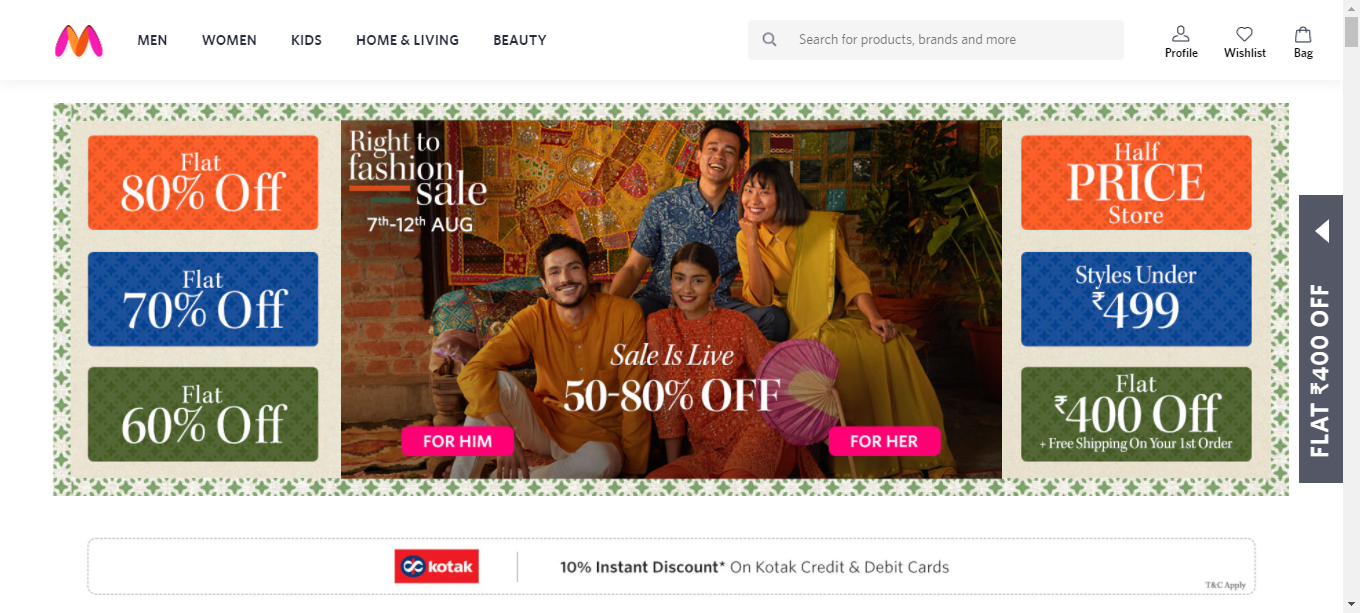 MEN WOMEN KIDS HOME & LIVING BEAUTY
Search for products, brands and more
Profile Wishlist Bag
Flat
80% Off
Flat
70% Off
Flat
60% Off
Right to
fashion
sale
7th-12th AUG
Sale Is Live
50-80% OFF
FOR HIM
FOR HER
Half
PRICE
Store
Styles Under
₹499
Flat
₹400 Off
+ Free Shipping On Your 1st Order
FLAT ₹400 OFF
kotak
10% Instant Discount* On Kotak Credit & Debit Cards
T&C Apply